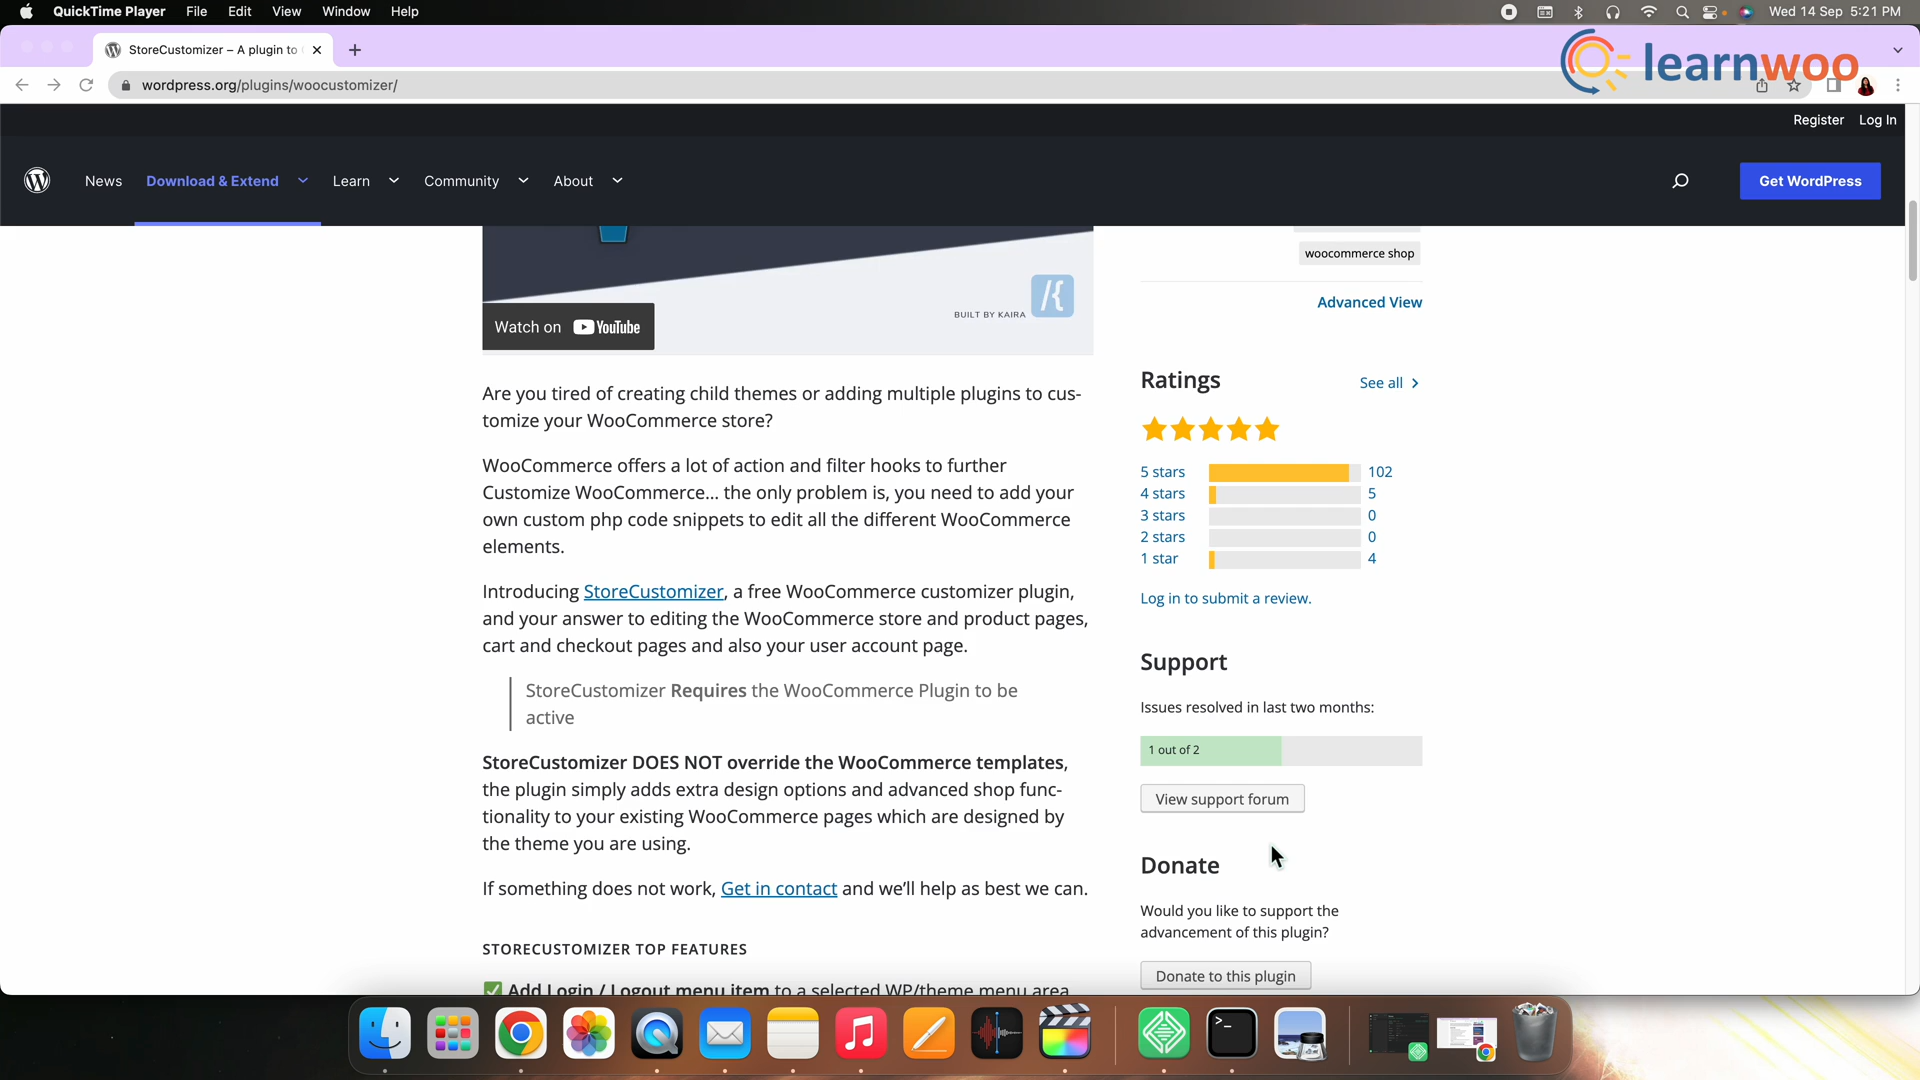 QuickTime Player File Edit View Window Help
Wed 14 Sep 5:21 PM
StoreCustomizer – A plugin to
learnwoo
wordpress.org/plugins/woocustomizer/
Register Log In
News Download & Extend Learn Community About
Get WordPress
BUILT BY KAIRA
Watch on YouTube
Are you tired of creating child themes or adding multiple plugins to cus-
tomize your WooCommerce store?
WooCommerce offers a lot of action and filter hooks to further
Customize WooCommerce... the only problem is, you need to add your
own custom php code snippets to edit all the different WooCommerce
elements.
Introducing StoreCustomizer, a free WooCommerce customizer plugin,
and your answer to editing the WooCommerce store and product pages,
cart and checkout pages and also your user account page.
StoreCustomizer Requires the WooCommerce Plugin to be
active
StoreCustomizer DOES NOT override the WooCommerce templates,
the plugin simply adds extra design options and advanced shop func-
tionality to your existing WooCommerce pages which are designed by
the theme you are using.
If something does not work, Get in contact and we'll help as best we can.
STORECUSTOMIZER TOP FEATURES
Add Login / Logout menu item to a selected WP/theme menu area
woocommerce shop
Advanced View
Ratings See all
5 stars 102
4 stars 5
3 stars 0
2 stars 0
1 star 4
Log in to submit a review.
Support
Issues resolved in last two months:
1 out of 2
View support forum
Donate
Would you like to support the
advancement of this plugin?
Donate to this plugin